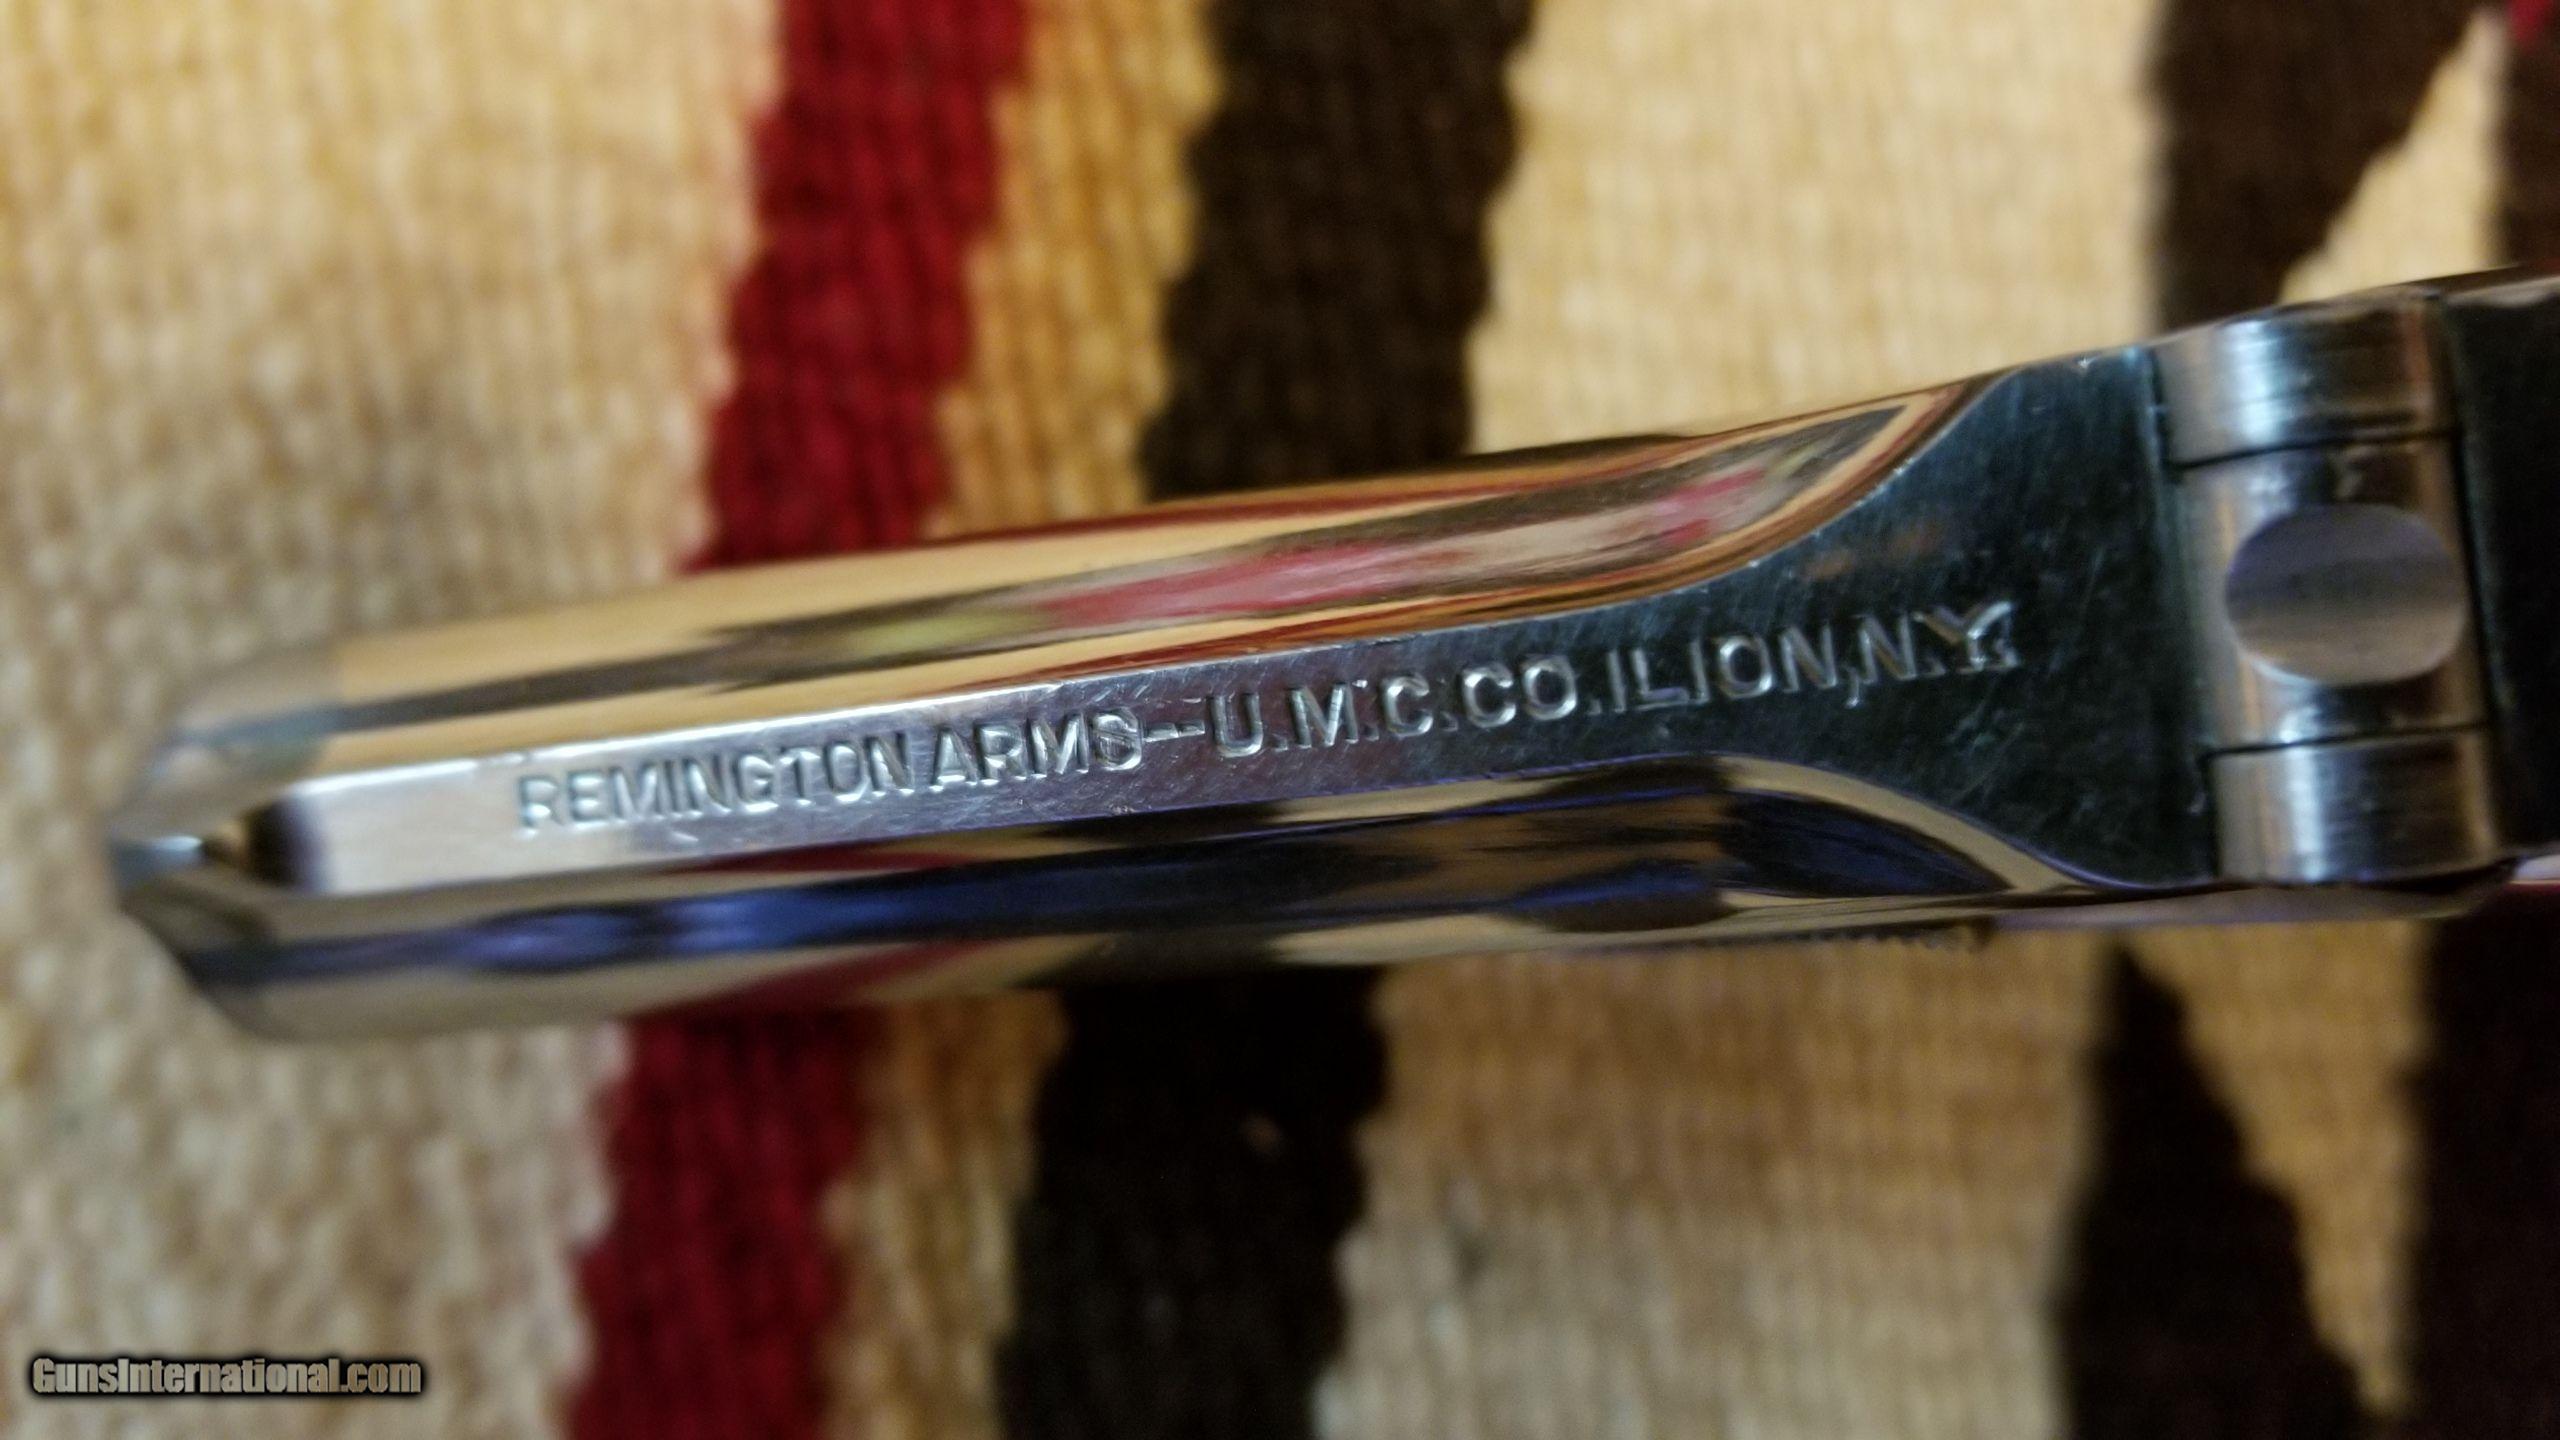 REMINGTON ARMS--U.M.C.CO.ILION,N.Y.
GunsInternational.com